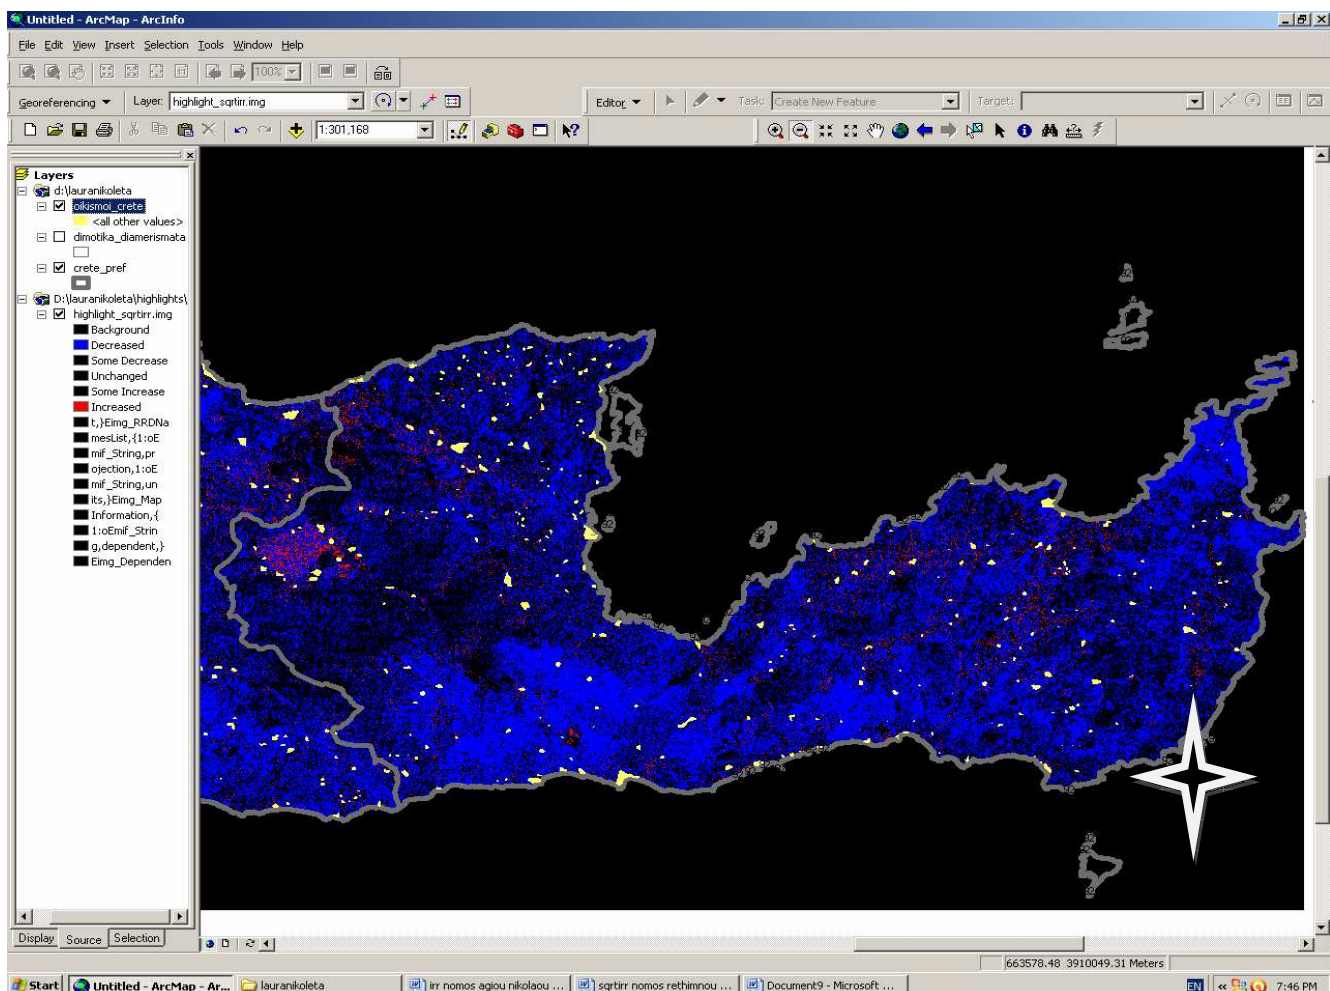 Untitled - ArcMap - ArcInfo
File Edit View Insert Selection Tools Window Help
100%
Georeferencing Layer: highlight_sqrtirr.img Editor Task: Create New Feature Target:
1:301,168
Layers
d:\lauranikoleta
oikismoi_crete
<all other values>
dimotika_diamerismata
crete_pref
D:\lauranikoleta\highlights\
highlight_sqrtirr.img
Background
Decreased
Some Decrease
Unchanged
Some Increase
Increased
t,}Eimg_RRDNa
mesList,{1:oE
mif_String,pr
ojection,1:oE
mif_String,un
its,}Eimg_Map
Information,{
1:oEmif_Strin
g,dependent,}
Eimg_Dependen
Display Source Selection
663578.48 3910049.31 Meters
Start Untitled - ArcMap - Ar... lauranikoleta irr nomos agiou nikolaou ... sqrtirr nomos rethimnou ... Document9 - Microsoft ... EN 7:46 PM